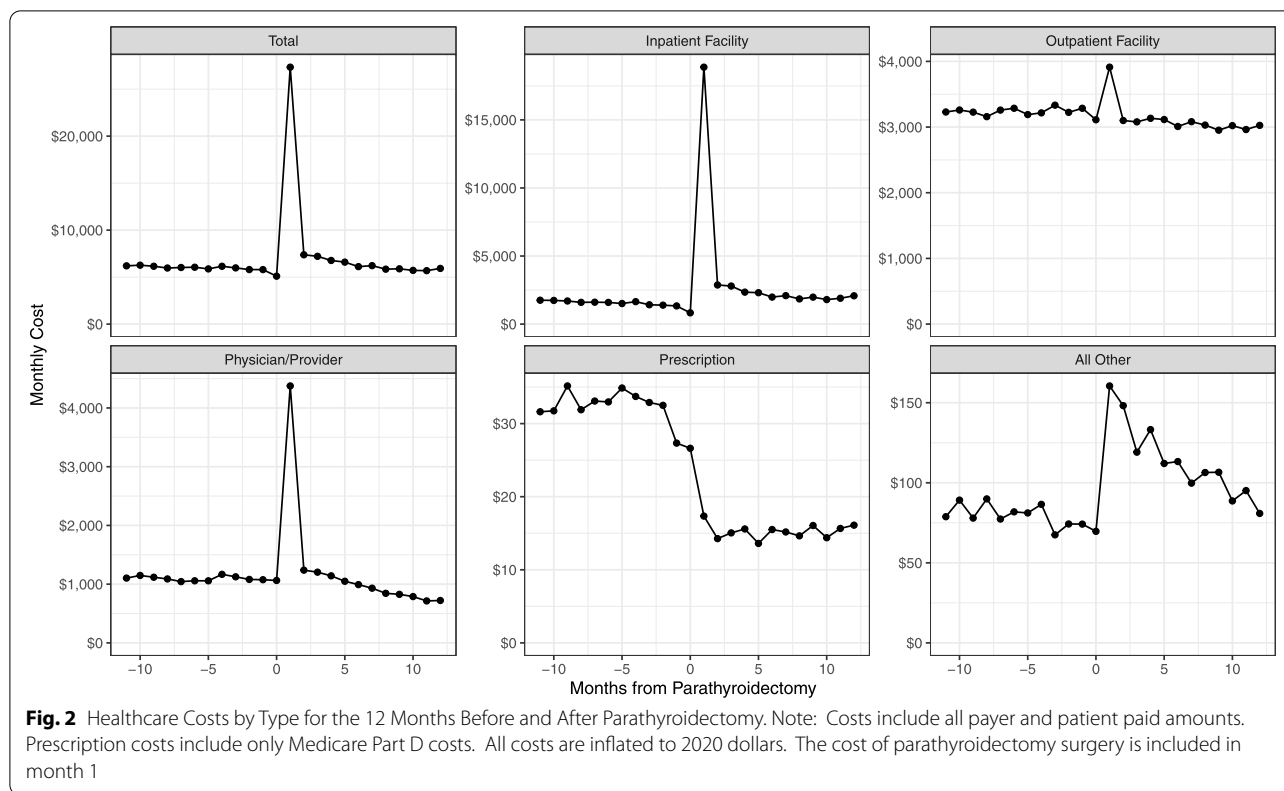 Total
Inpatient Facility
Outpatient Facility
$20,000
$10,000
$0
$15,000
$10,000
$5,000
$0
$4,000
$3,000
$2,000
$1,000
$0
Monthly Cost
Physician/Provider
Prescription
All Other
$4,000
$3,000
$2,000
$1,000
$0
$30
$20
$10
$0
$150
$100
$50
$0
−10 −5 0 5 10
−10 −5 0 5 10
−10 −5 0 5 10
Months from Parathyroidectomy
Fig. 2 Healthcare Costs by Type for the 12 Months Before and After Parathyroidectomy. Note: Costs include all payer and patient paid amounts.
Prescription costs include only Medicare Part D costs. All costs are inflated to 2020 dollars. The cost of parathyroidectomy surgery is included in
month 1